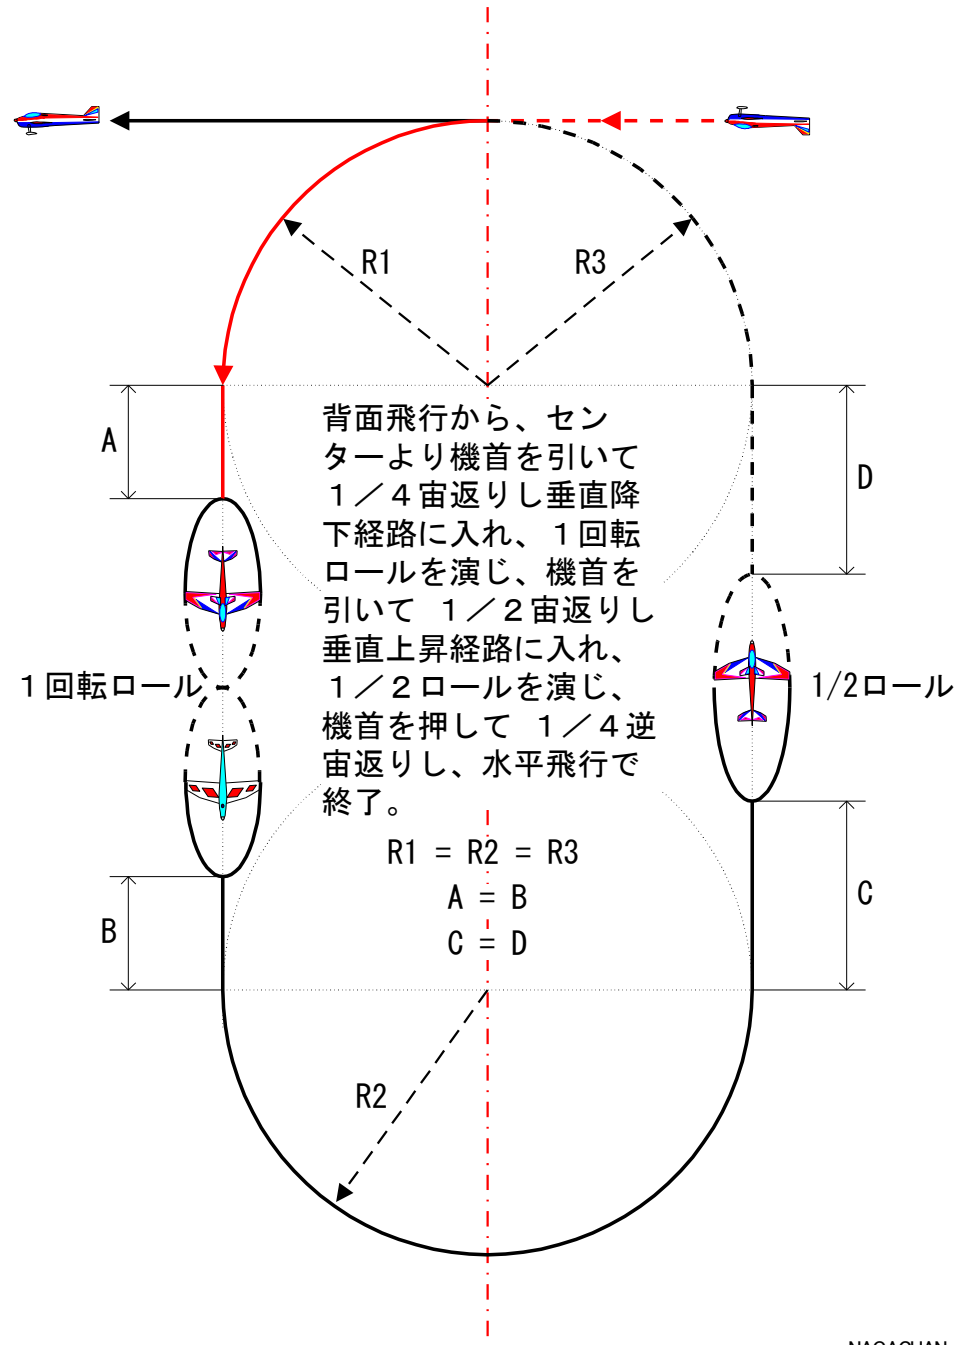 R1
R3
A
D
背面飛行から、セン
ターより機首を引いて
１／４宙返りし垂直降
下経路に入れ、１回転
ロールを演じ、機首を
引いて １／２宙返りし
垂直上昇経路に入れ、
１／２ロールを演じ、
機首を押して １／４逆
宙返りし、水平飛行で
終了。
１回転ロール
1/2ロール
R1 = R2 = R3
A = B
C = D
B
C
R2